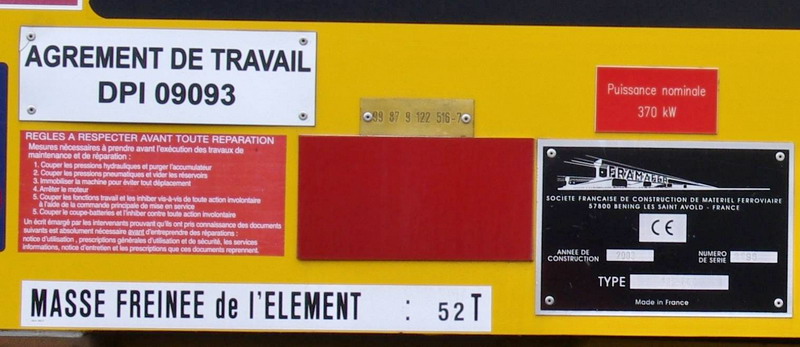 AGREMENT DE TRAVAIL
DPI 09093
99 87 9 122 516-7
Puissance nominale
370 kW
REGLES A RESPECTER AVANT TOUTE REPARATION
Mesures nécessaires à prendre avant l'exécution des travaux de
maintenance et de réparation :
1. Couper les pressions hydrauliques et purger l'accumulateur
2. Couper les pressions pneumatiques et vider les réservoirs
3. Immobiliser la machine pour éviter tout déplacement
4. Arrêter le moteur
5. Couper les fonctions travail et les inhiber vis-à-vis de toute action involontaire
à l'aide de la commande principale de mise en service
5. Couper le coupe-batteries et l'inhiber contre toute action involontaire
Un écrit émargé par les intervenants prouvant qu'ils ont pris connaissance des documents
suivants est absolument nécessaire avant d'entreprendre des réparations :
notice d'utilisation, prescriptions générales d'utilisation et de sécurité, les services
informations, notice d'entretien et les prescriptions que ces documents reprennent.
GERAMAFER
SOCIETE FRANCAISE DE CONSTRUCTION DE MATERIEL FERROVIAIRE
57800 BENING LES SAINT AVOLD - FRANCE
CE
ANNEE DE
CONSTRUCTION 2002
NUMERO
DE SERIE
TYPE
Made in France
MASSE FREINEE de l'ELEMENT : 52 T